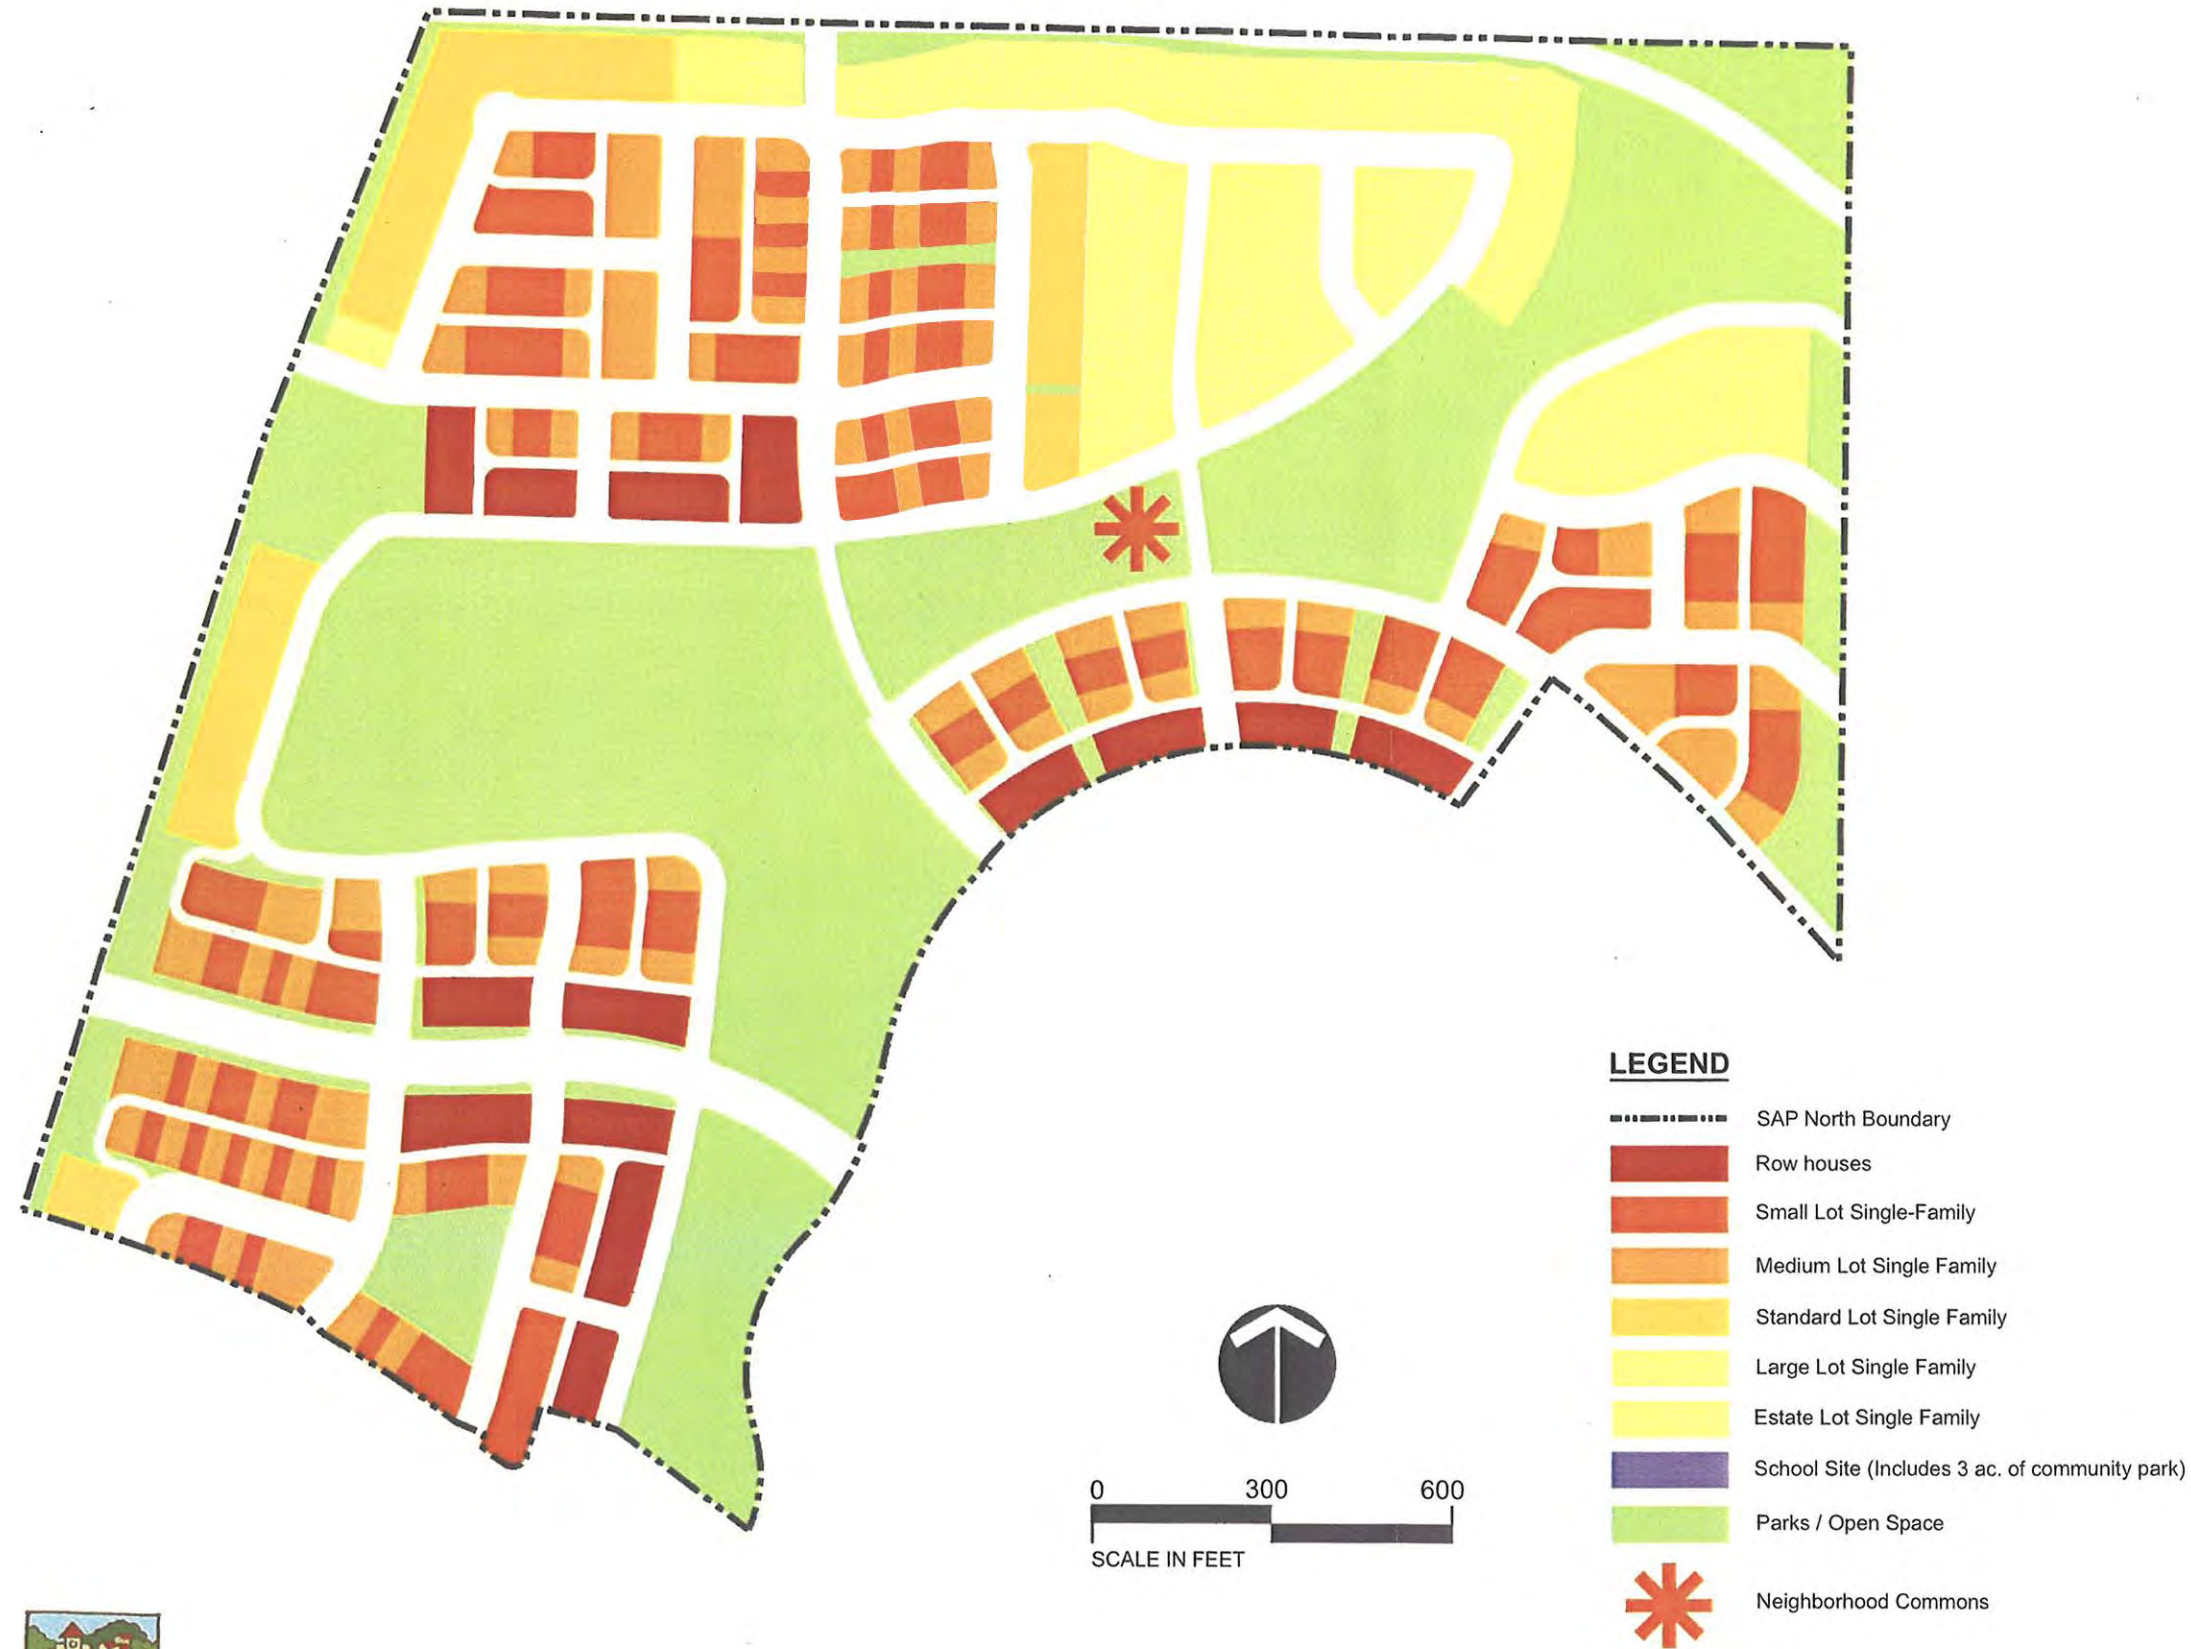 LEGEND
SAP North Boundary
Row houses
Small Lot Single-Family
Medium Lot Single Family
Standard Lot Single Family
Large Lot Single Family
Estate Lot Single Family
School Site (Includes 3 ac. of community park)
Parks / Open Space
Neighborhood Commons
0 300 600
SCALE IN FEET